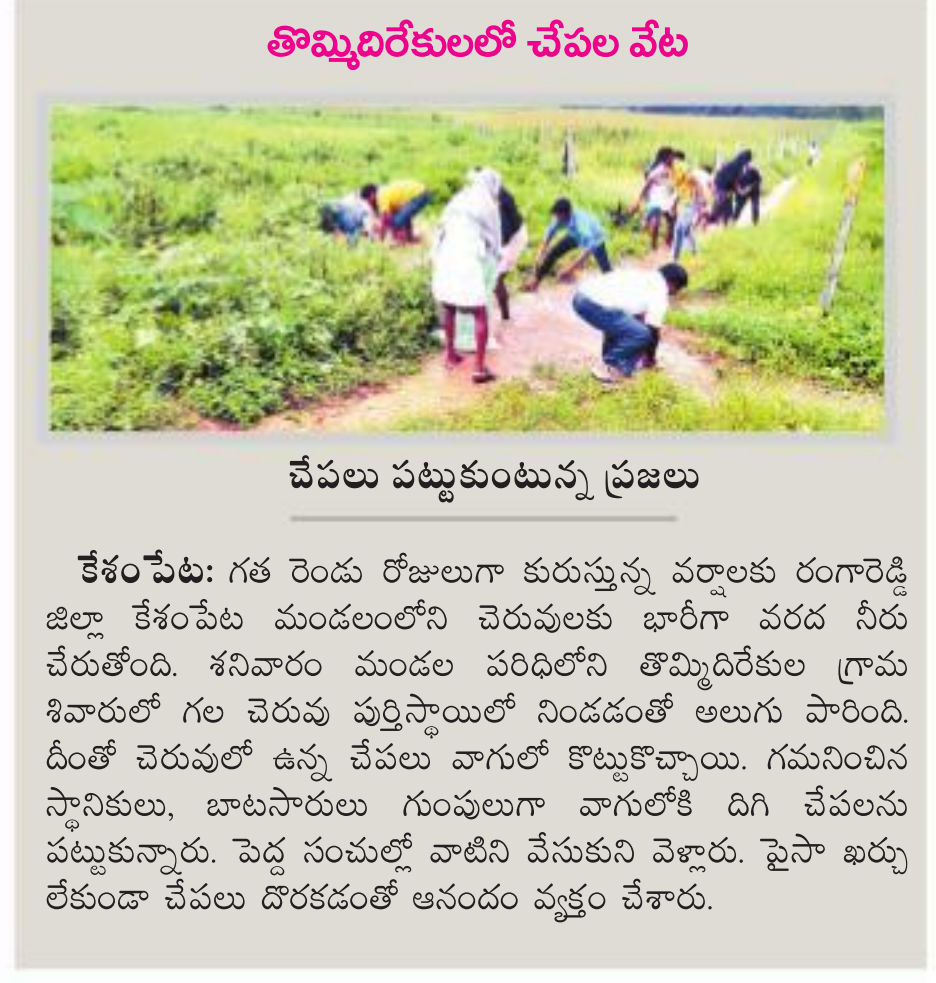 తొమ్మిదిరేకులలో చేపల వేట
చేపలు పట్టుకుంటున్న ప్రజలు
కేశంపేట: గత రెండు రోజులుగా కురుస్తున్న వర్షాలకు రంగారెడ్డి
జిల్లా కేశంపేట మండలంలోని చెరువులకు భారీగా వరద నీరు
చేరుతోంది. శనివారం మండల పరిధిలోని తొమ్మిదిరేకుల గ్రామ
శివారులో గల చెరువు పుర్తిస్థాయిలో నిండడంతో అలుగు పారింది.
దీంతో చెరువులో ఉన్న చేపలు వాగులో కొట్టుకొచ్చాయి. గమనించిన
స్థానికులు, బాటసారులు గుంపులుగా వాగులోకి దిగి చేపలను
పట్టుకున్నారు. పెద్ద సంచుల్లో వాటిని వేసుకుని వెళ్లారు. పైసా ఖర్చు
లేకుండా చేపలు దొరకడంతో ఆనందం వ్యక్తం చేశారు.